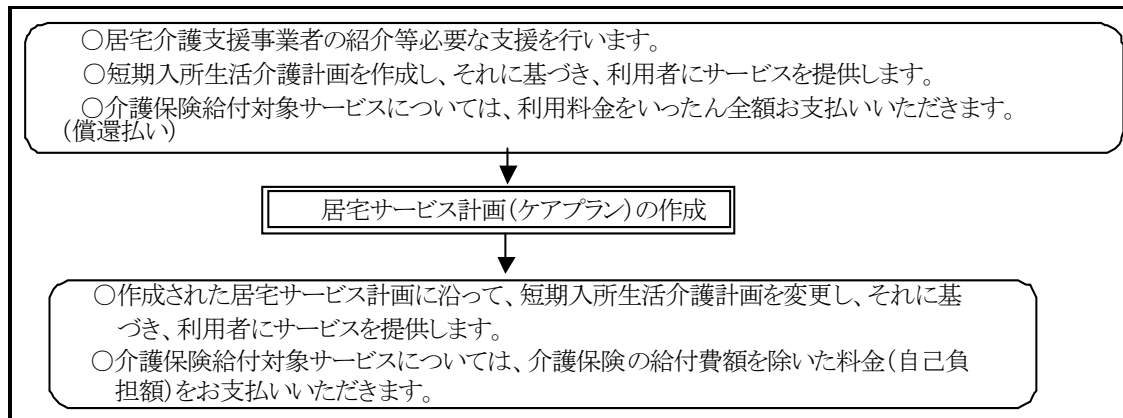 ○居宅介護支援事業者の紹介等必要な支援を行います。
○短期入所生活介護計画を作成し、それに基づき、利用者にサービスを提供します。
○介護保険給付対象サービスについては、利用料金をいったん全額お支払いいただきます。
(償還払い)
居宅サービス計画(ケアプラン)の作成
○作成された居宅サービス計画に沿って、短期入所生活介護計画を変更し、それに基
づき、利用者にサービスを提供します。
○介護保険給付対象サービスについては、介護保険の給付費額を除いた料金(自己負
担額)をお支払いいただきます。